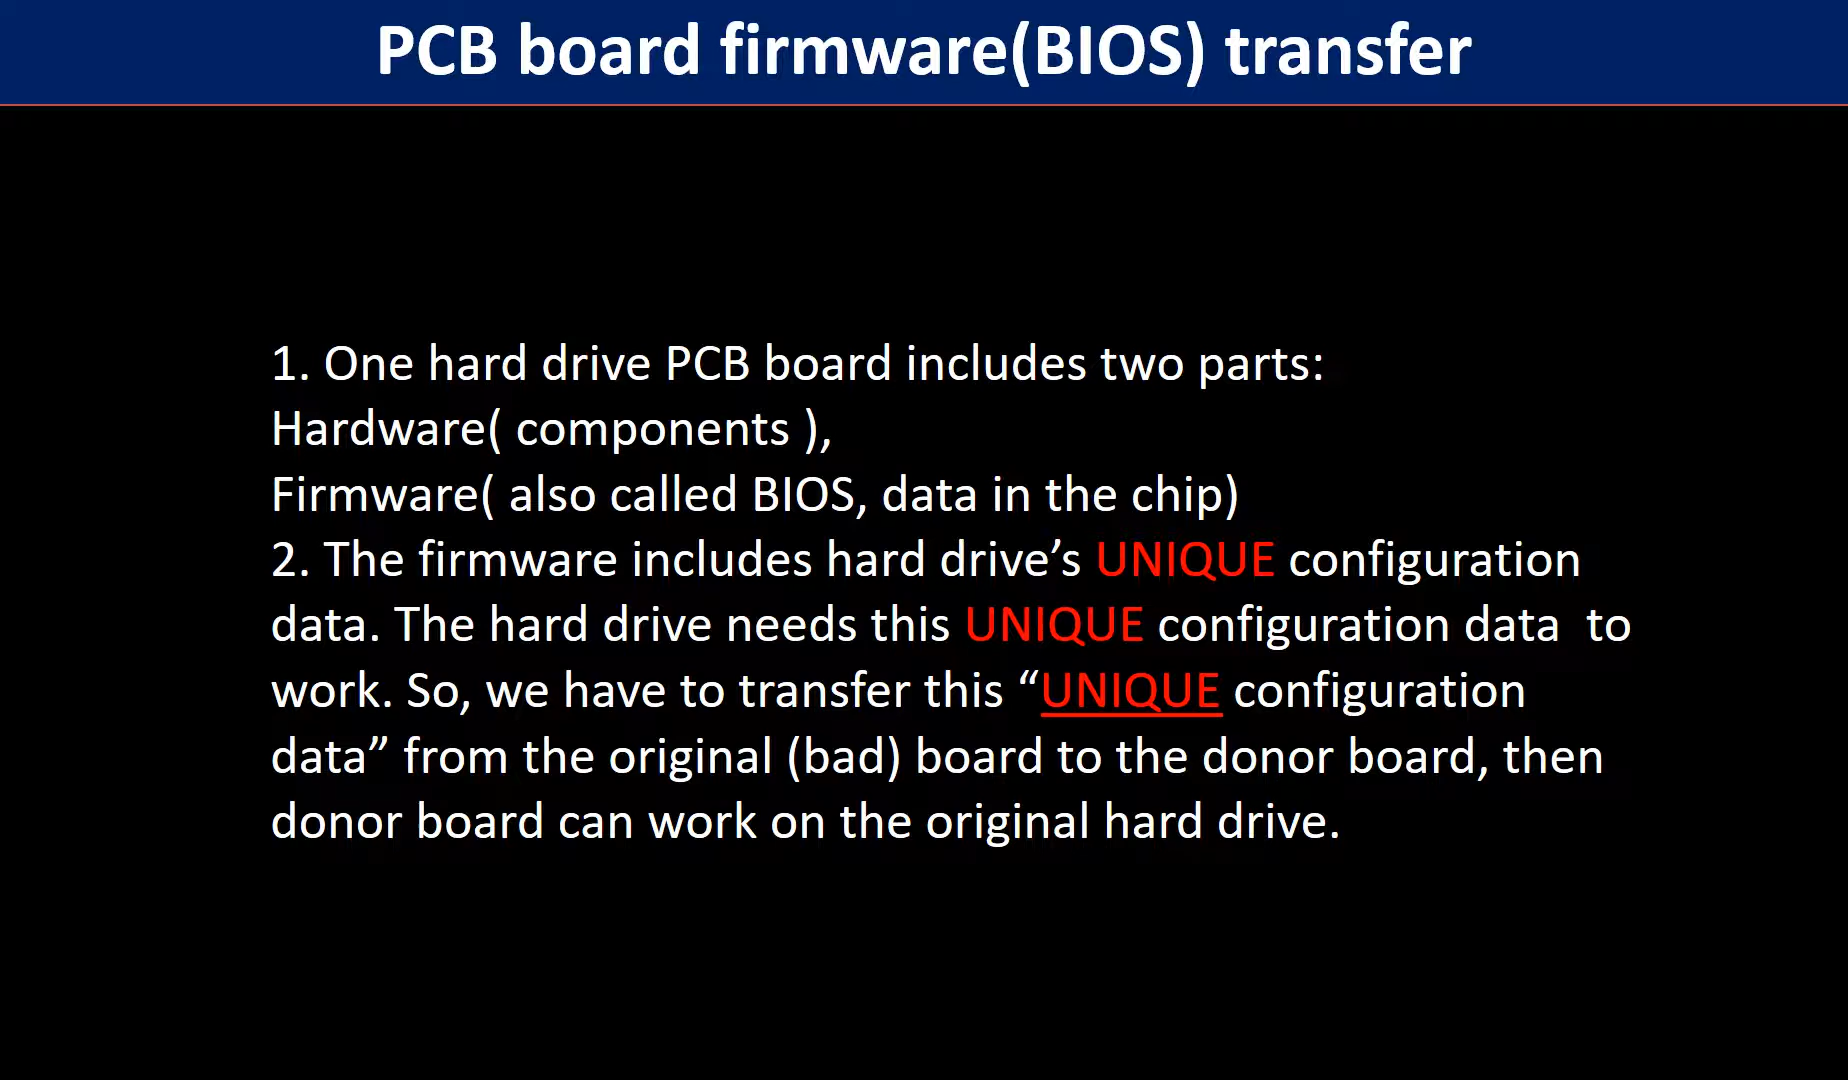 PCB board firmware(BIOS) transfer
1. One hard drive PCB board includes two parts:
Hardware( components ),
Firmware( also called BIOS, data in the chip)
2. The firmware includes hard drive’s UNIQUE configuration
data. The hard drive needs this UNIQUE configuration data  to
work. So, we have to transfer this “UNIQUE configuration
data” from the original (bad) board to the donor board, then
donor board can work on the original hard drive.